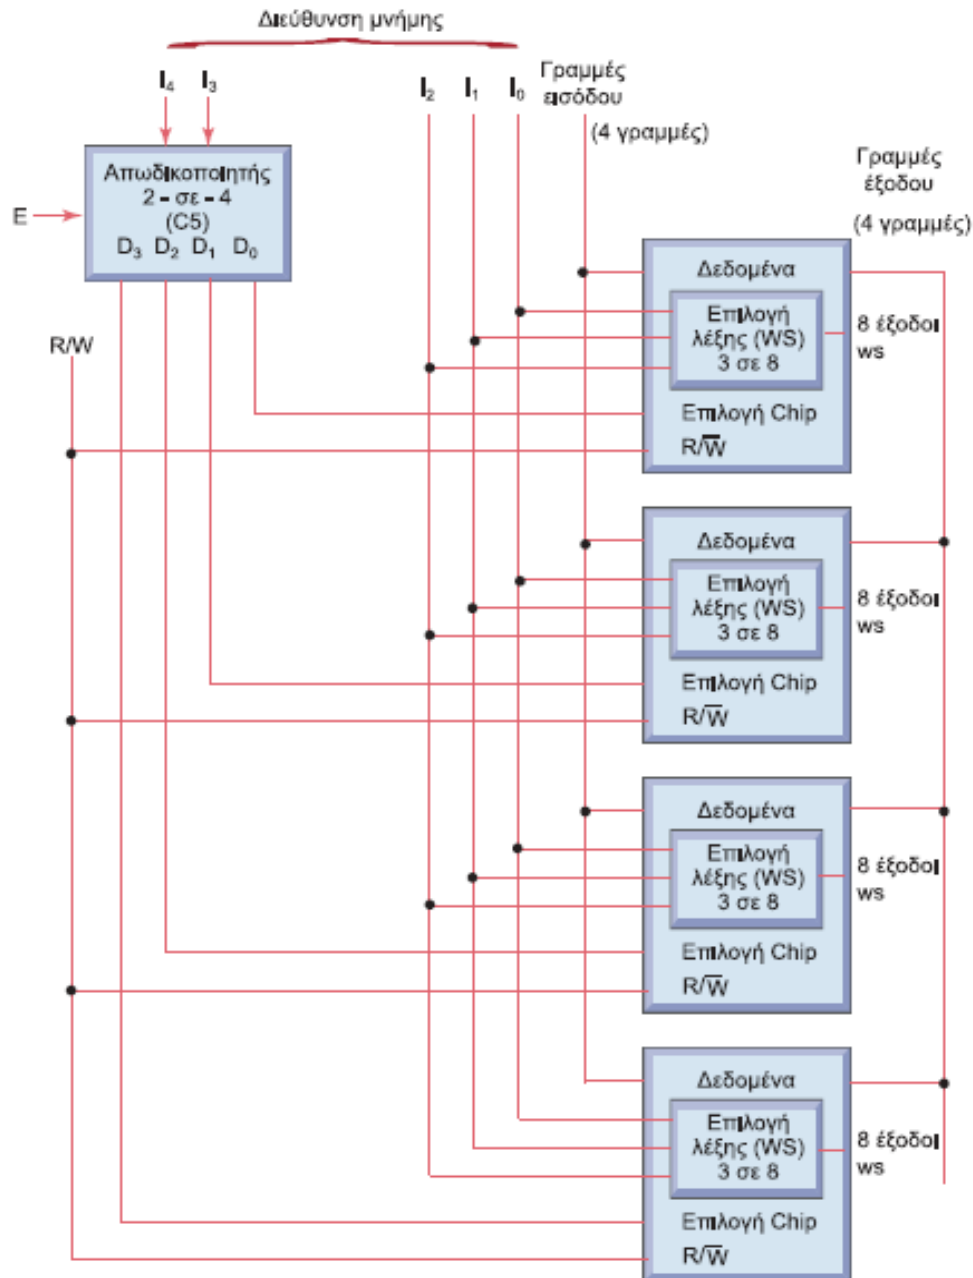 Διεύθυνση μνήμης
I₄ I₃ I₂ I₁ I₀
Γραμμές
εισόδου
(4 γραμμές)
Γραμμές
έξοδου
(4 γραμμές)
Απωδικοποιητής
2 - σε - 4
(C5)
D₃ D₂ D₁ D₀
E
R/W
Δεδομένα
Επιλογή
λέξης (WS)
3 σε 8
8 έξοδοι
ws
Επιλογή Chip
R/W̅
Δεδομένα
Επιλογή
λέξης (WS)
3 σε 8
8 έξοδοι
ws
Επιλογή Chip
R/W̅
Δεδομένα
Επιλογή
λέξης (WS)
3 σε 8
8 έξοδοι
ws
Επιλογή Chip
R/W̅
Δεδομένα
Επιλογή
λέξης (WS)
3 σε 8
8 έξοδοι
ws
Επιλογή Chip
R/W̅